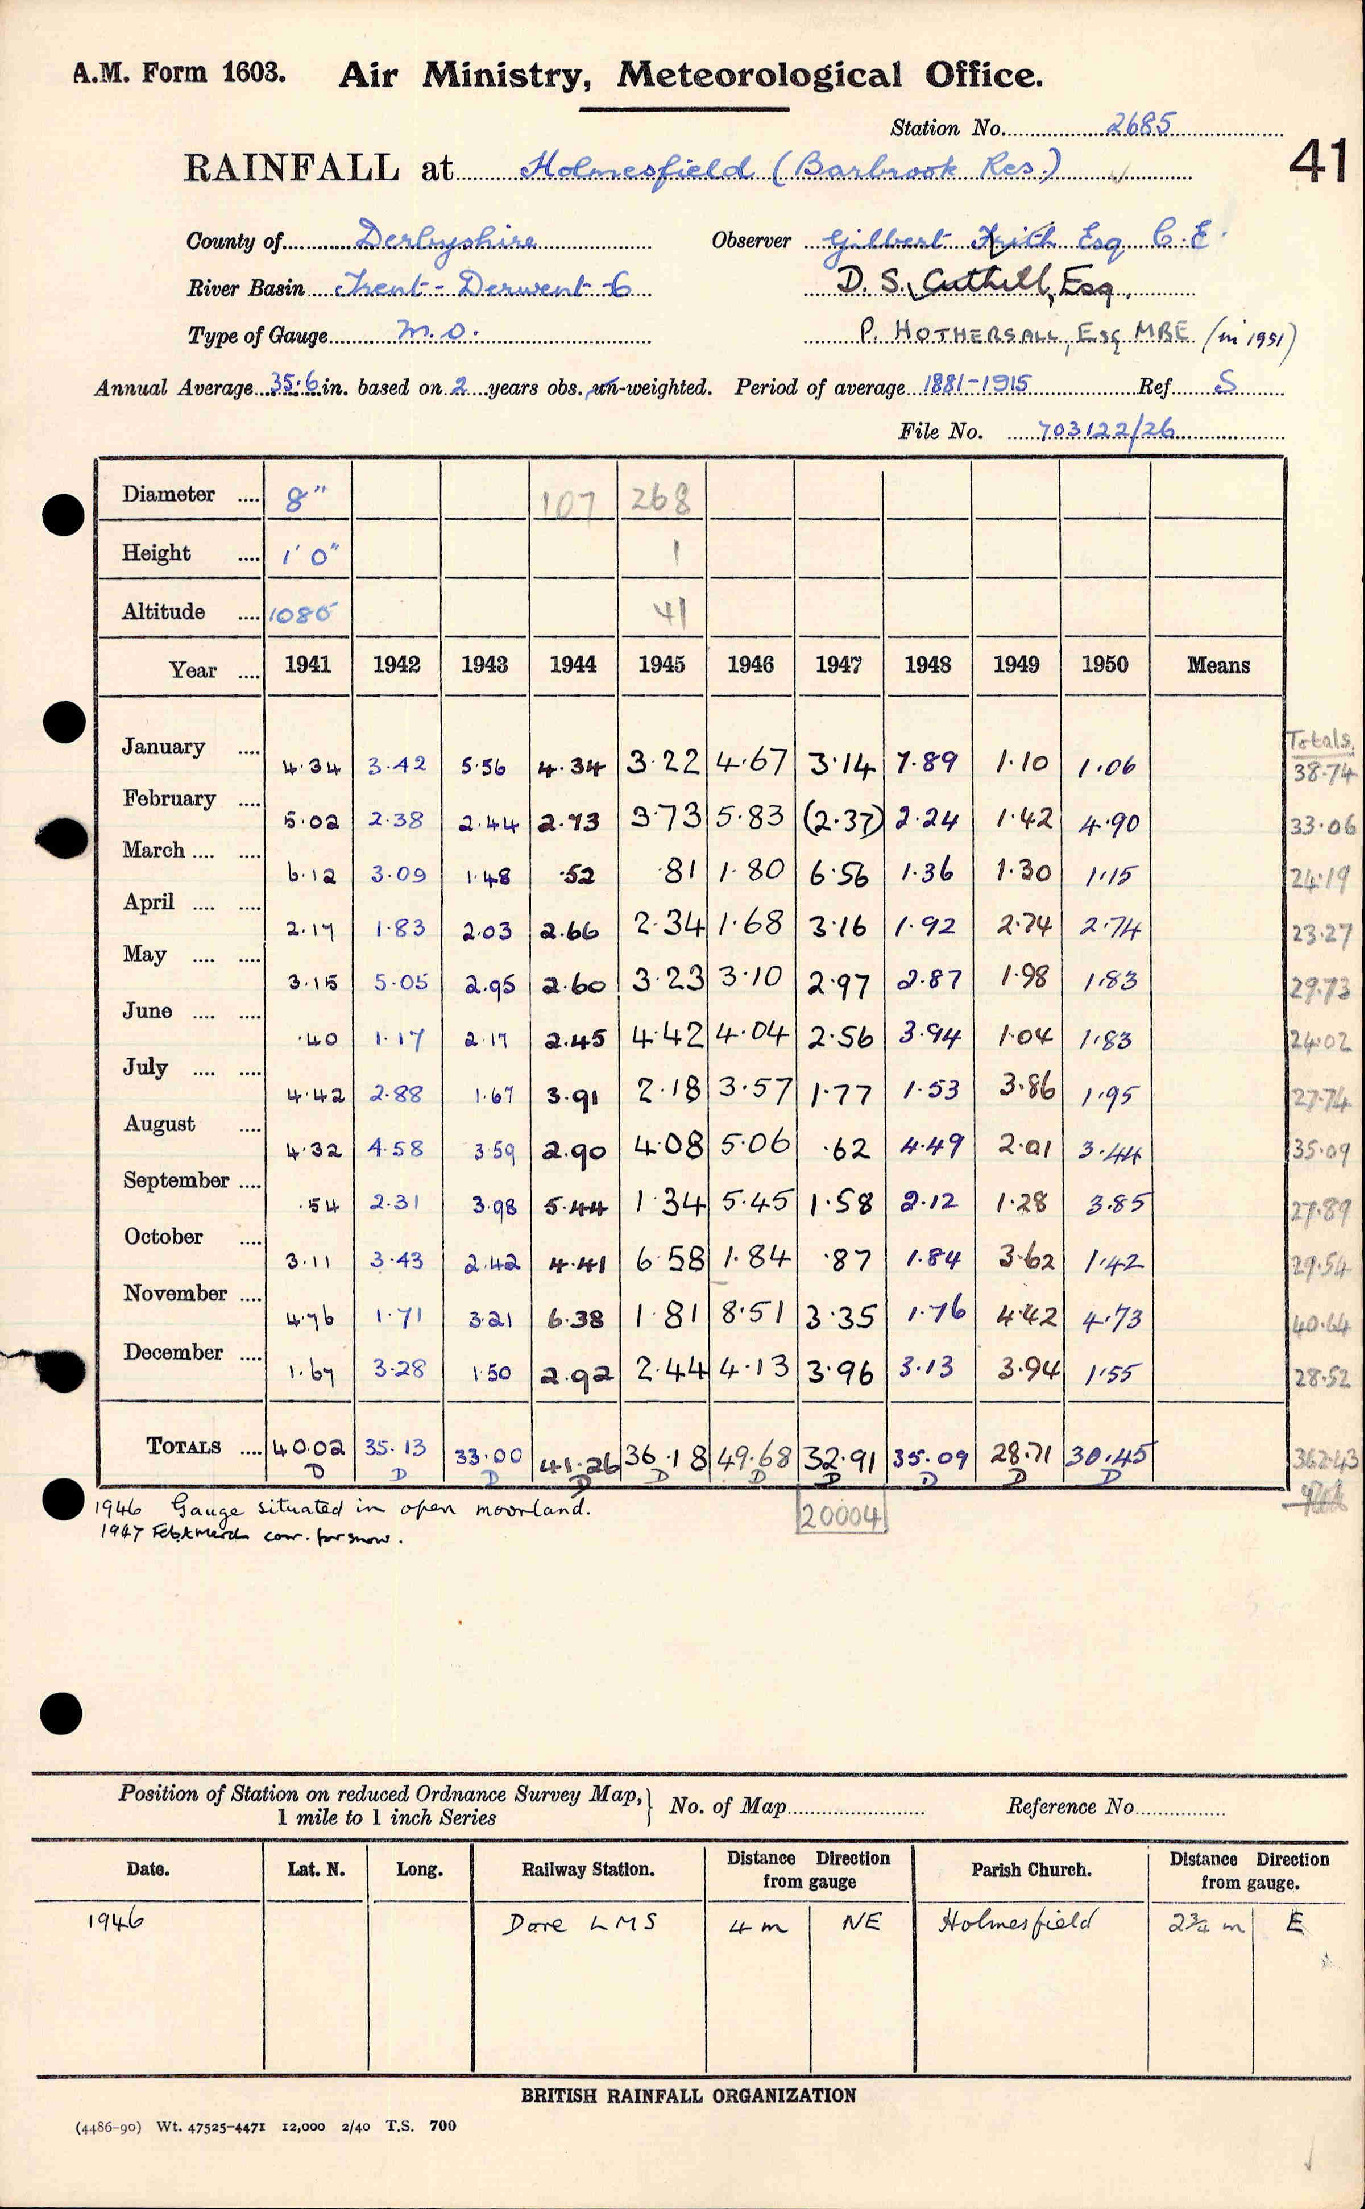 A.M. Form 1603. Air Ministry, Meteorological Office.
Station No. 2685
41
RAINFALL at Holmesfield (Barbrook Res.) ✓
County of Derbyshire Observer Gilbert Frith Esq C.E.
River Basin Trent - Derwent - 6 D. S. Cuthill, Esq.
Type of Gauge M.O. P. HOTHERSALL, ESQ MBE (in 1951)
Annual Average 35.6 in. based on 2 years obs. un-weighted. Period of average 1881-1915 Ref. S
File No. 703122/26
Diameter .... 8" 107 268
Height .... 1' 0" 1
Altitude .... 1085 41
Year .... 1941 1942 1943 1944 1945 1946 1947 1948 1949 1950 Means
Totals
January .... 4.34 3.42 5.56 4.34 3.22 4.67 3.14 7.89 1.10 1.06 38.74
February .... 5.02 2.38 2.44 2.73 3.73 5.83 (2.37) 2.24 1.42 4.90 33.06
March .... .... 6.12 3.09 1.48 .52 .81 1.80 6.56 1.36 1.30 1.15 24.19
April .... .... 2.17 1.83 2.03 2.66 2.34 1.68 3.16 1.92 2.74 2.74 23.27
May .... .... 3.15 5.05 2.95 2.60 3.23 3.10 2.97 2.87 1.98 1.83 29.73
June .... .... .40 1.17 2.17 2.45 4.42 4.04 2.56 3.94 1.04 1.83 24.02
July .... .... 4.42 2.88 1.67 3.91 2.18 3.57 1.77 1.53 3.86 1.95 27.74
August .... 4.32 4.58 3.59 2.90 4.08 5.06 .62 4.49 2.01 3.44 35.09
September .... .54 2.31 3.98 5.44 1.34 5.45 1.58 2.12 1.28 3.85 27.89
October .... 3.11 3.43 2.42 4.41 6.58 1.84 .87 1.84 3.62 1.42 29.54
November .... 4.76 1.71 3.21 6.38 1.81 8.51 3.35 1.76 4.42 4.73 40.64
December .... 1.67 3.28 1.50 2.92 2.44 4.13 3.96 3.13 3.94 1.55 28.52
TOTALS .... 40.02 35.13 33.00 41.26 36.18 49.68 32.91 35.09 28.71 30.45 362.43
D D D D D D D D D D
1946 Gauge situated in open moorland. 20004
1947 Feb & March corr. for snow.
Position of Station on reduced Ordnance Survey Map, } No. of Map Reference No.
1 mile to 1 inch Series
Date. Lat. N. Long. Railway Station. Distance Direction from gauge Parish Church. Distance Direction from gauge.
1946 Dore LMS 4 m NE Holmesfield 2¾ m E
BRITISH RAINFALL ORGANIZATION
(4486-90) Wt. 47525-4471 12,000 2/40 T.S. 700